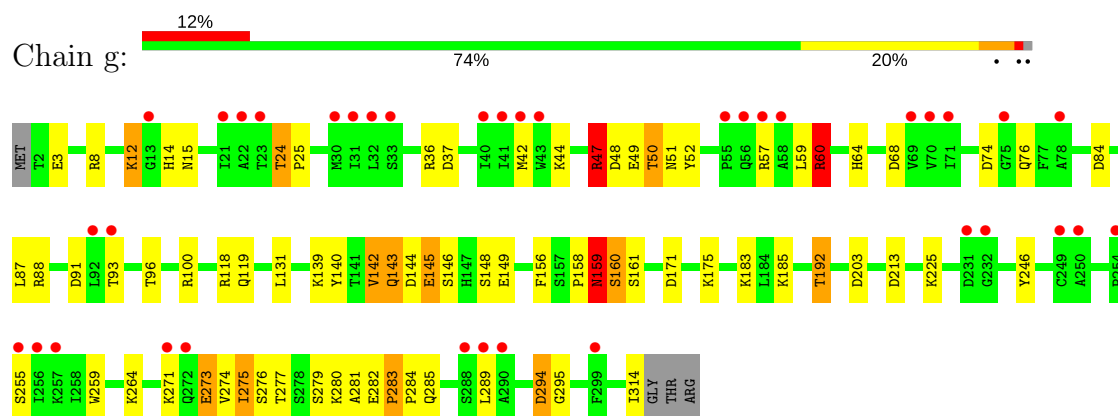 12%
Chain g:
74% 20% • ••
MET T2 E3 R8 K12 G13 H14 N15 I21 A22 T23 T24 P25 M30 I31 L32 S33 R36 D37 I40 I41 M42 W43 K44 R47 D48 E49 T50 N51 Y52 P55 Q56 R57 A58 L59 R60 H64 D68 V69 V70 I71 D74 G75 Q76 F77 A78 D84
L87 R88 D91 L92 T93 T96 R100 R118 Q119 L131 K139 Y140 T141 V142 Q143 D144 E145 S146 H147 S148 E149 F156 S157 P158 N159 S160 S161 D171 K175 K183 L184 K185 T192 D203 D213 K225 D231 G232 Y246 C249 A250
S255 I256 K257 I258 W259 K264 K271 Q272 E273 V274 I275 S276 T277 S278 S279 K280 A281 E282 P283 P284 Q285 S288 L289 A290 D294 G295 F299 I314 GLY THR ARG